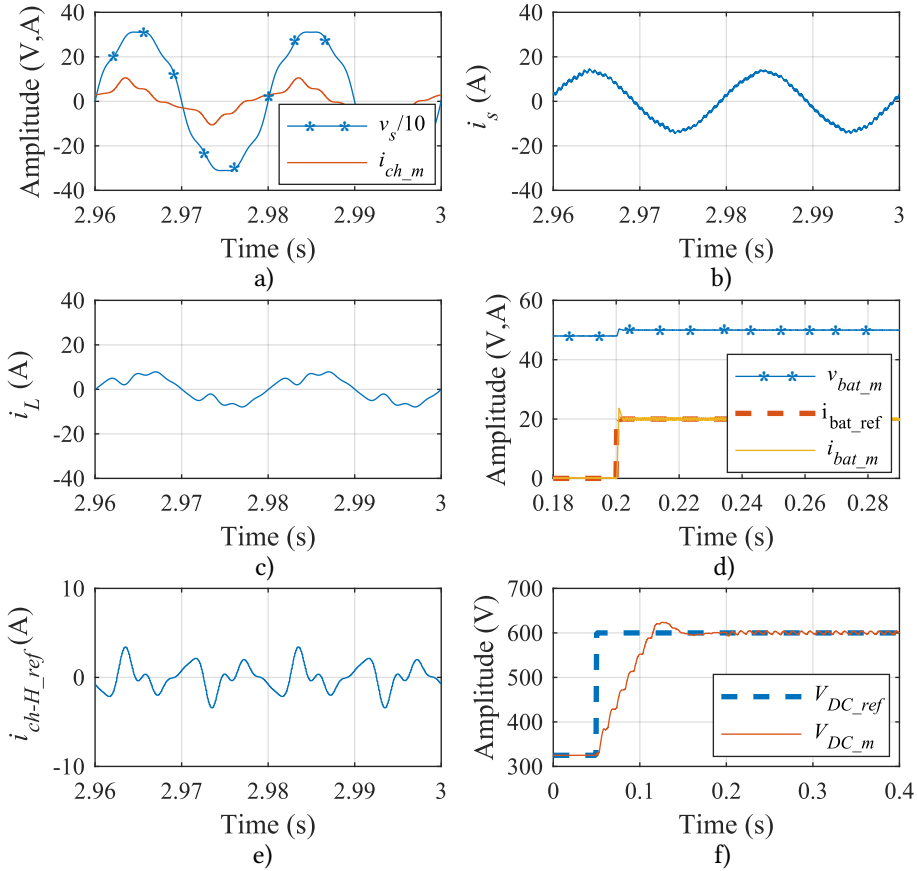 40
20
0
-20
-40
Amplitude (V,A)
v_s/10
i_ch_m
2.96
2.97
2.98
2.99
3
Time (s)
a)
40
20
0
-20
-40
i_s (A)
2.96
2.97
2.98
2.99
3
Time (s)
b)
40
20
0
-20
-40
i_L (A)
2.96
2.97
2.98
2.99
3
Time (s)
c)
60
40
20
0
Amplitude (V,A)
v_bat_m
i_bat_ref
i_bat_m
0.18
0.2
0.22
0.24
0.26
0.28
Time (s)
d)
10
0
-10
i_ch-H_ref (A)
2.96
2.97
2.98
2.99
3
Time (s)
e)
700
600
500
400
300
Amplitude (V)
V_DC_ref
V_DC_m
0
0.1
0.2
0.3
0.4
Time (s)
f)